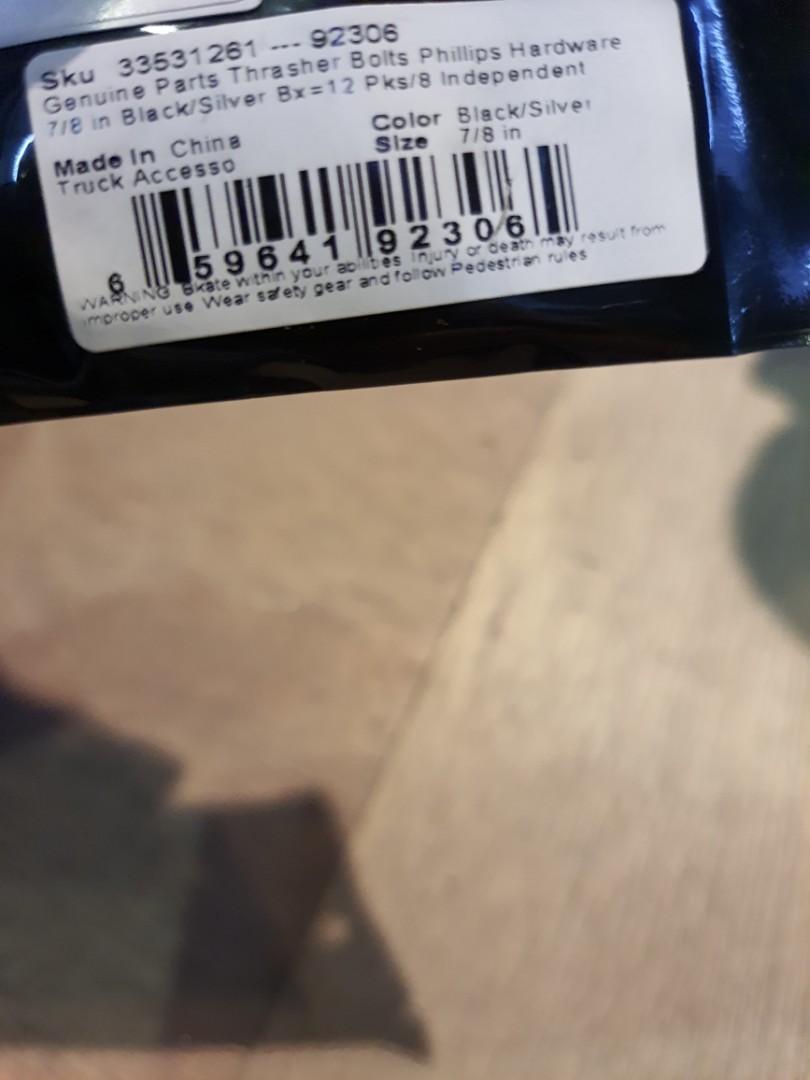 Sku 33531261 --- 92306
Genuine Parts Thrasher Bolts Phillips Hardware
7/8 in Black/Silver Bx=12 Pks/8 Independent
Color Black/Silver
Made In China Size 7/8 in
Truck Accesso
6 59641 92306
WARNING Skate within your abilities Injury or death may result from
improper use Wear safety gear and follow Pedestrian rules